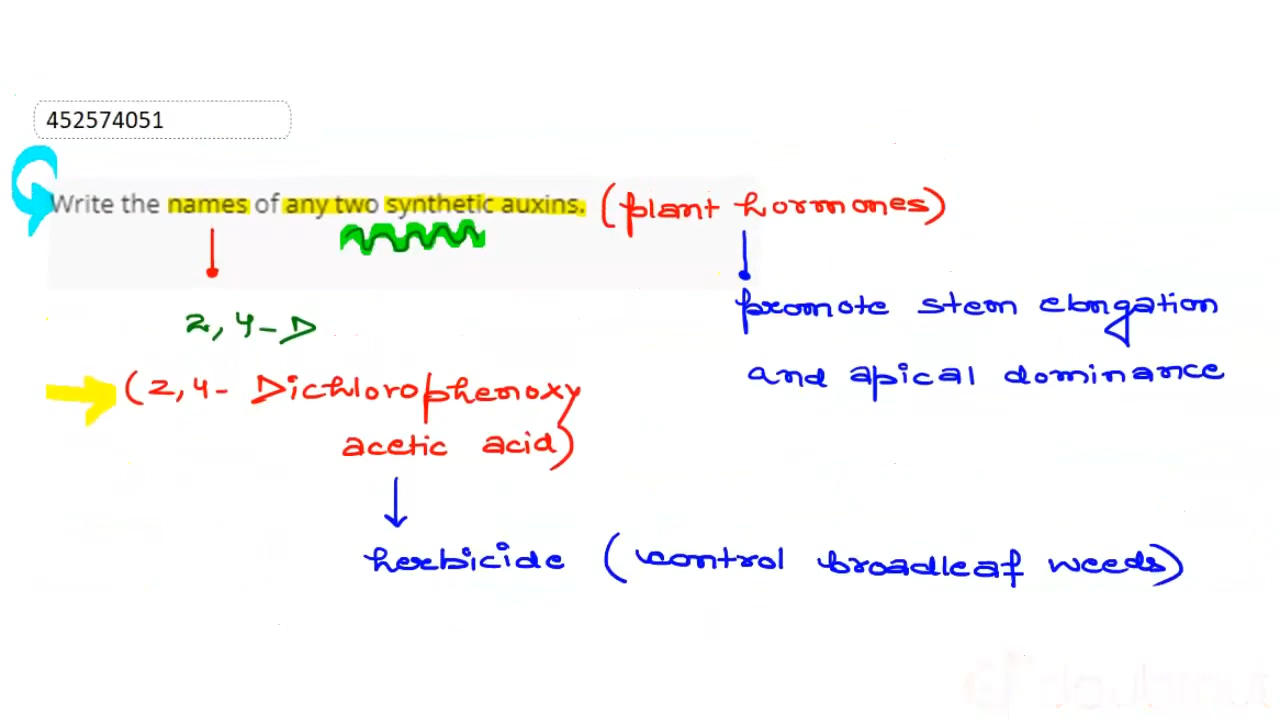 452574051
Write the names of any two synthetic auxins. (plant hormones)
2,4-D
promote stem elongation
and apical dominance
(2,4- Dichlorophenoxy
acetic acid)
herbicide (control broadleaf weeds)